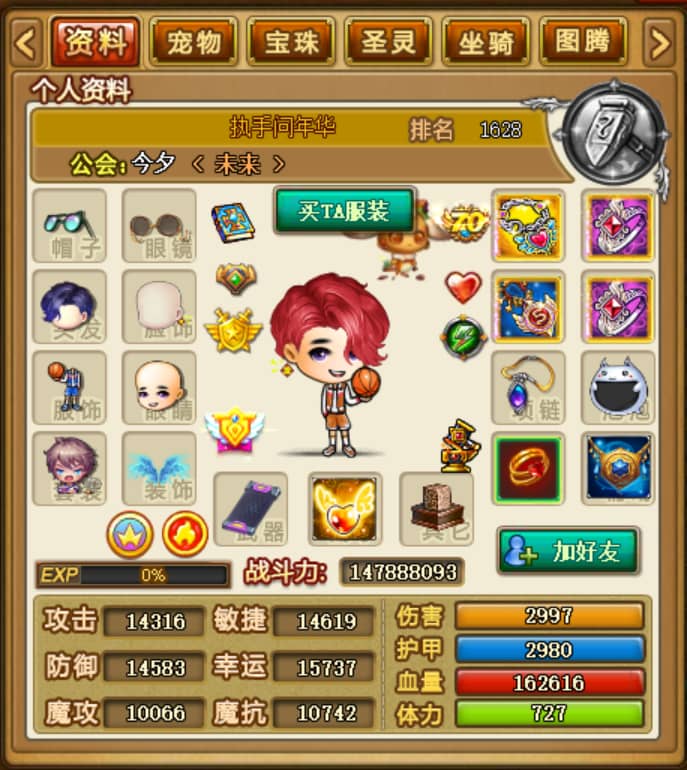 资料 宠物 宝珠 圣灵 坐骑 图腾
个人资料
执手问年华 排名 1628
公会:今夕 < 未来 >
买TA服装
70
帽子 眼镜
头发 脸饰
5
服饰 眼睛 项链
套装 装饰
武器 其它
加好友
EXP 0% 战斗力: 147888093
攻击 14316 敏捷 14619 伤害 2997
防御 14583 幸运 15737 护甲 2980
魔攻 10066 魔抗 10742 血量 162616
体力 727